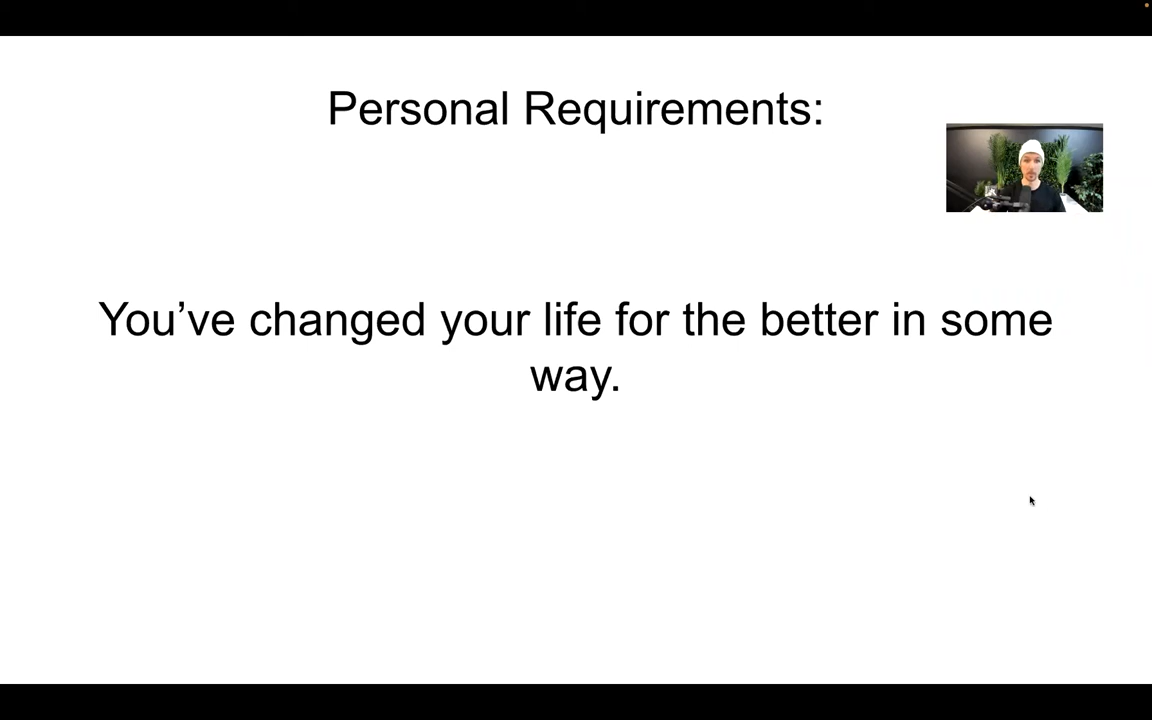 Personal Requirements:
You’ve changed your life for the better in some
way.